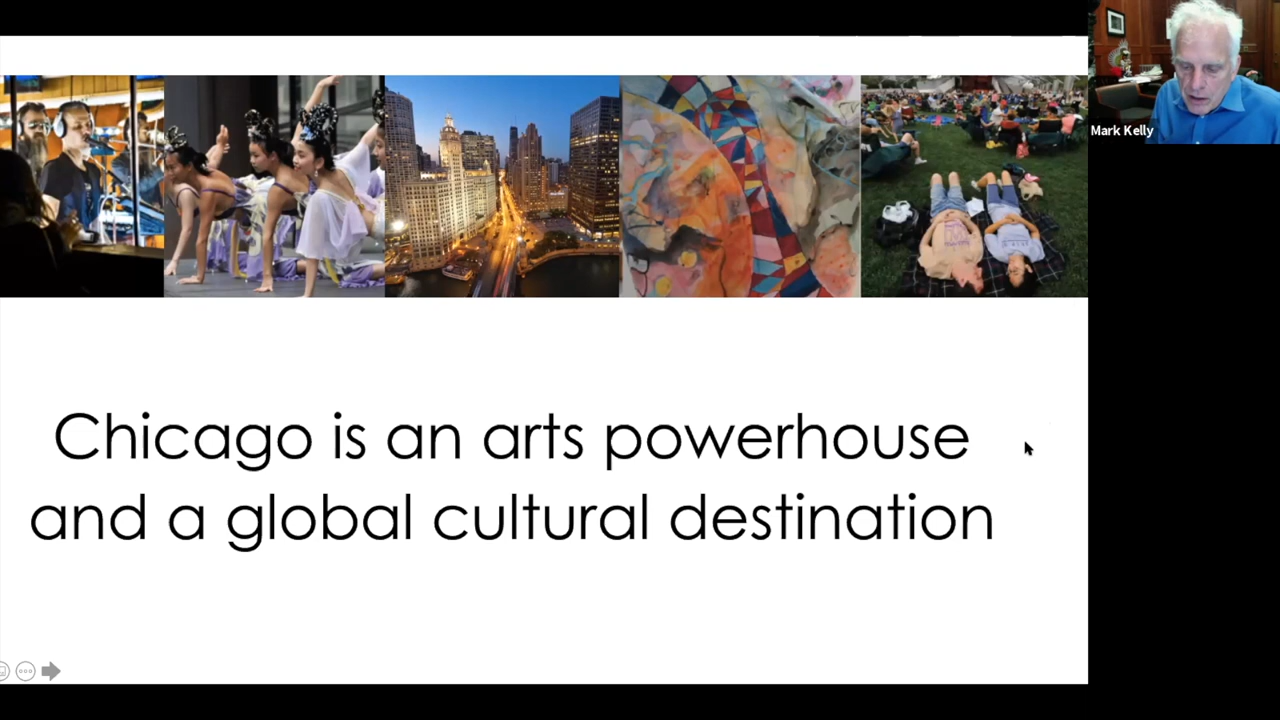 Mark Kelly
Chicago is an arts powerhouse
and a global cultural destination